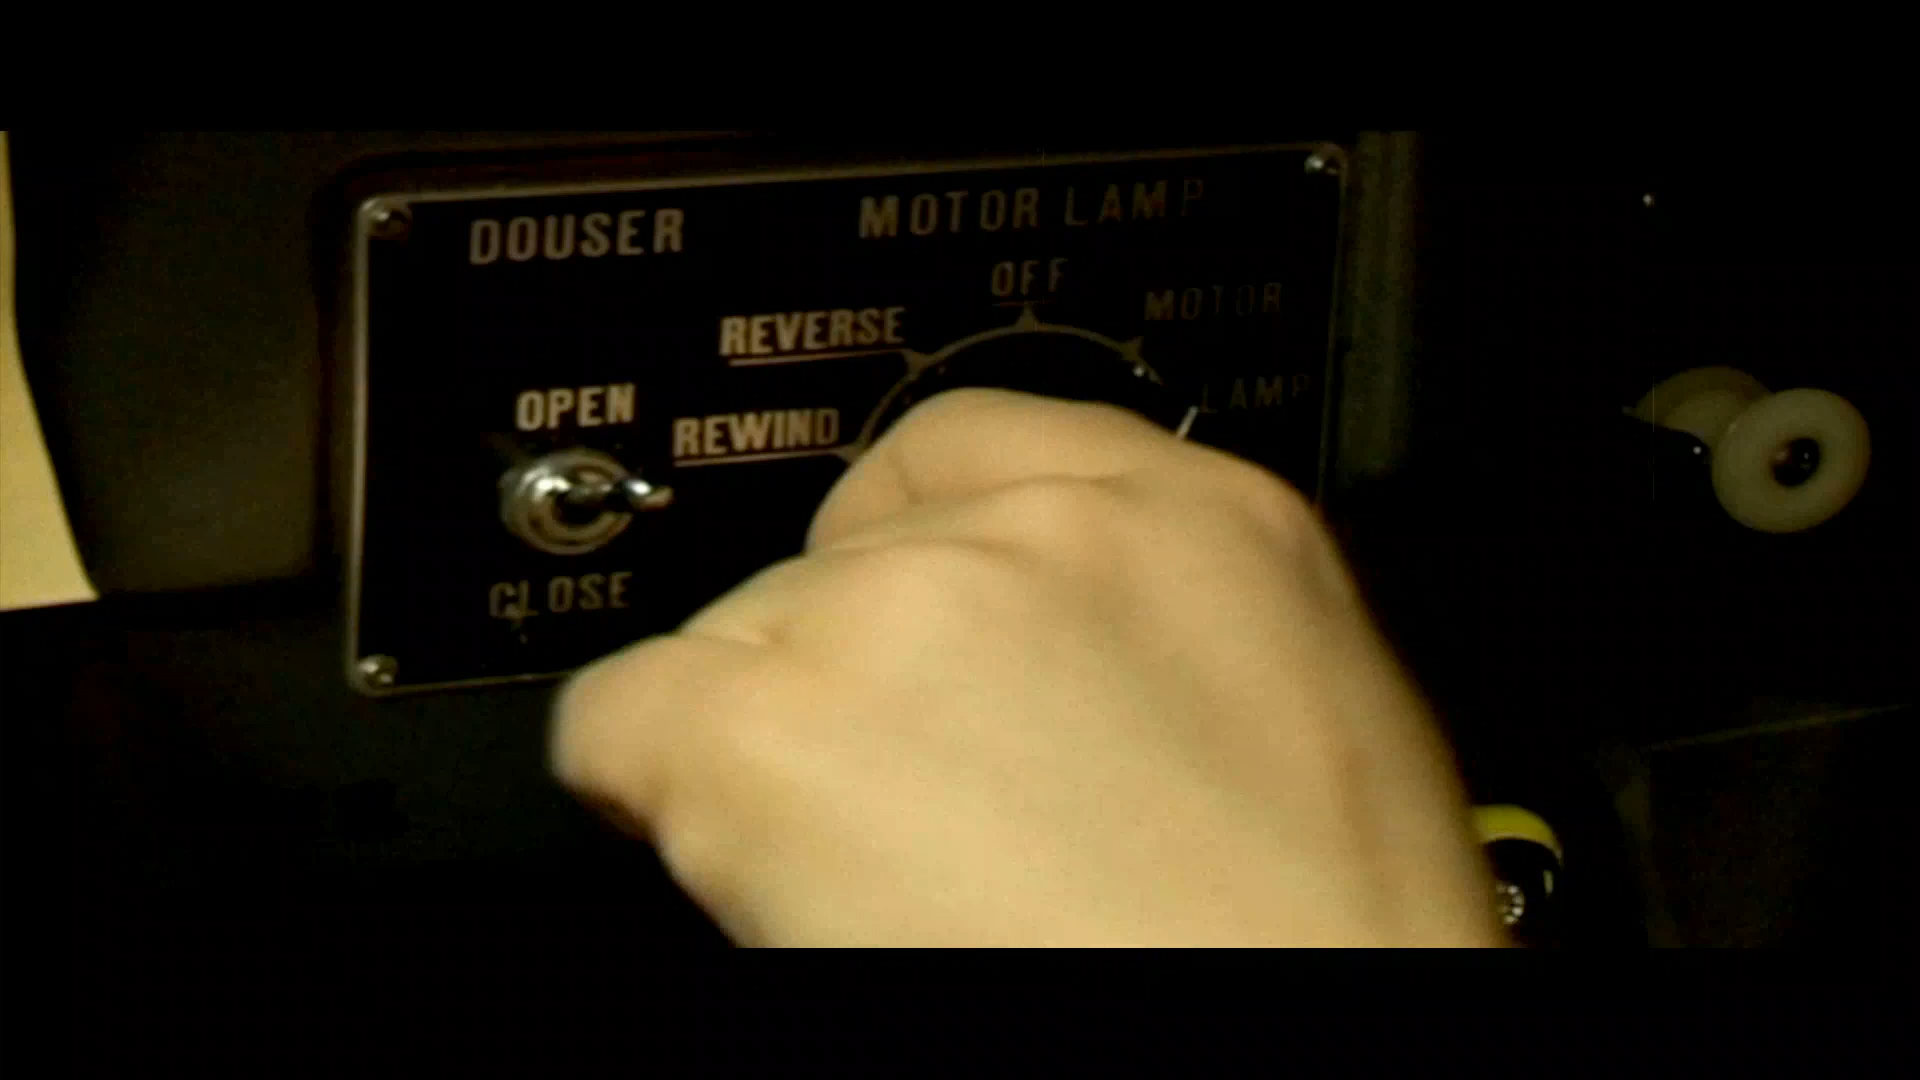 DOUSER
MOTOR LAMP
OFF
MOTOR
REVERSE
LAMP
OPEN
REWIND
CLOSE